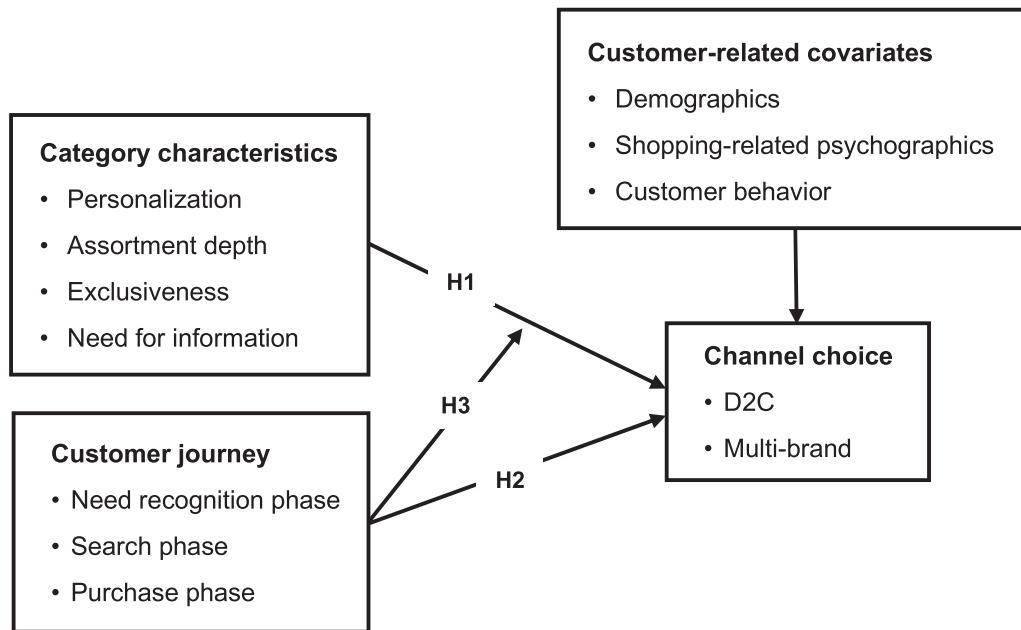 Customer-related covariates
• Demographics
• Shopping-related psychographics
• Customer behavior
Category characteristics
• Personalization
• Assortment depth
• Exclusiveness
• Need for information
H1
Channel choice
• D2C
• Multi-brand
H3
H2
Customer journey
• Need recognition phase
• Search phase
• Purchase phase